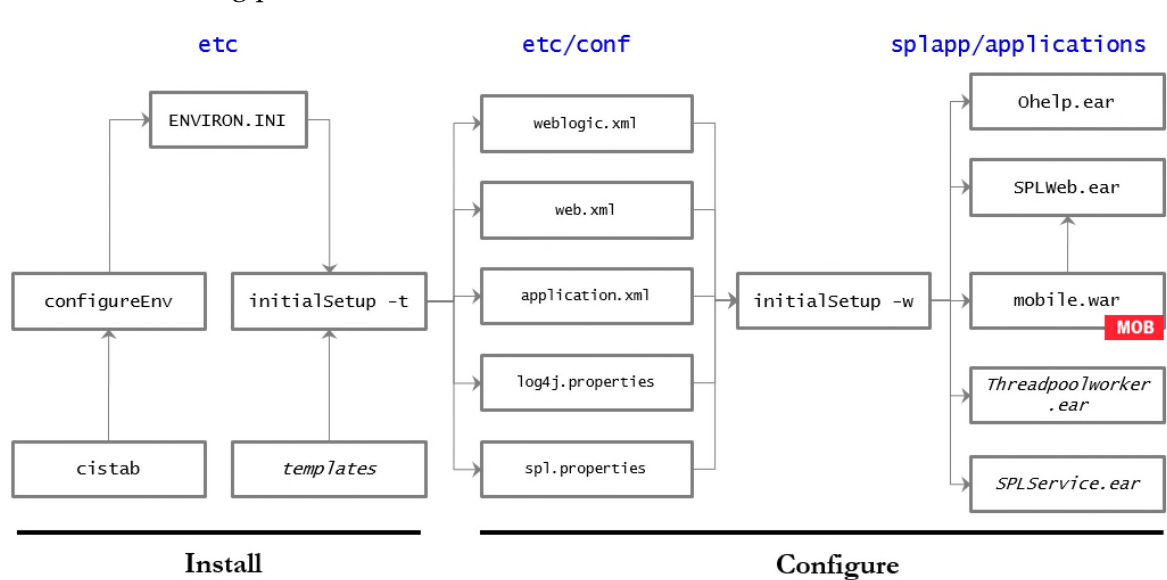 etc
etc/conf
splapp/applications
ENVIRON.INI
weblogic.xml
Ohelp.ear
web.xml
SPLWeb.ear
configureEnv
initialSetup -t
application.xml
initialSetup -w
mobile.war
MOB
log4j.properties
Threadpoolworker
.ear
cistab
templates
spl.properties
SPLService.ear
Install
Configure